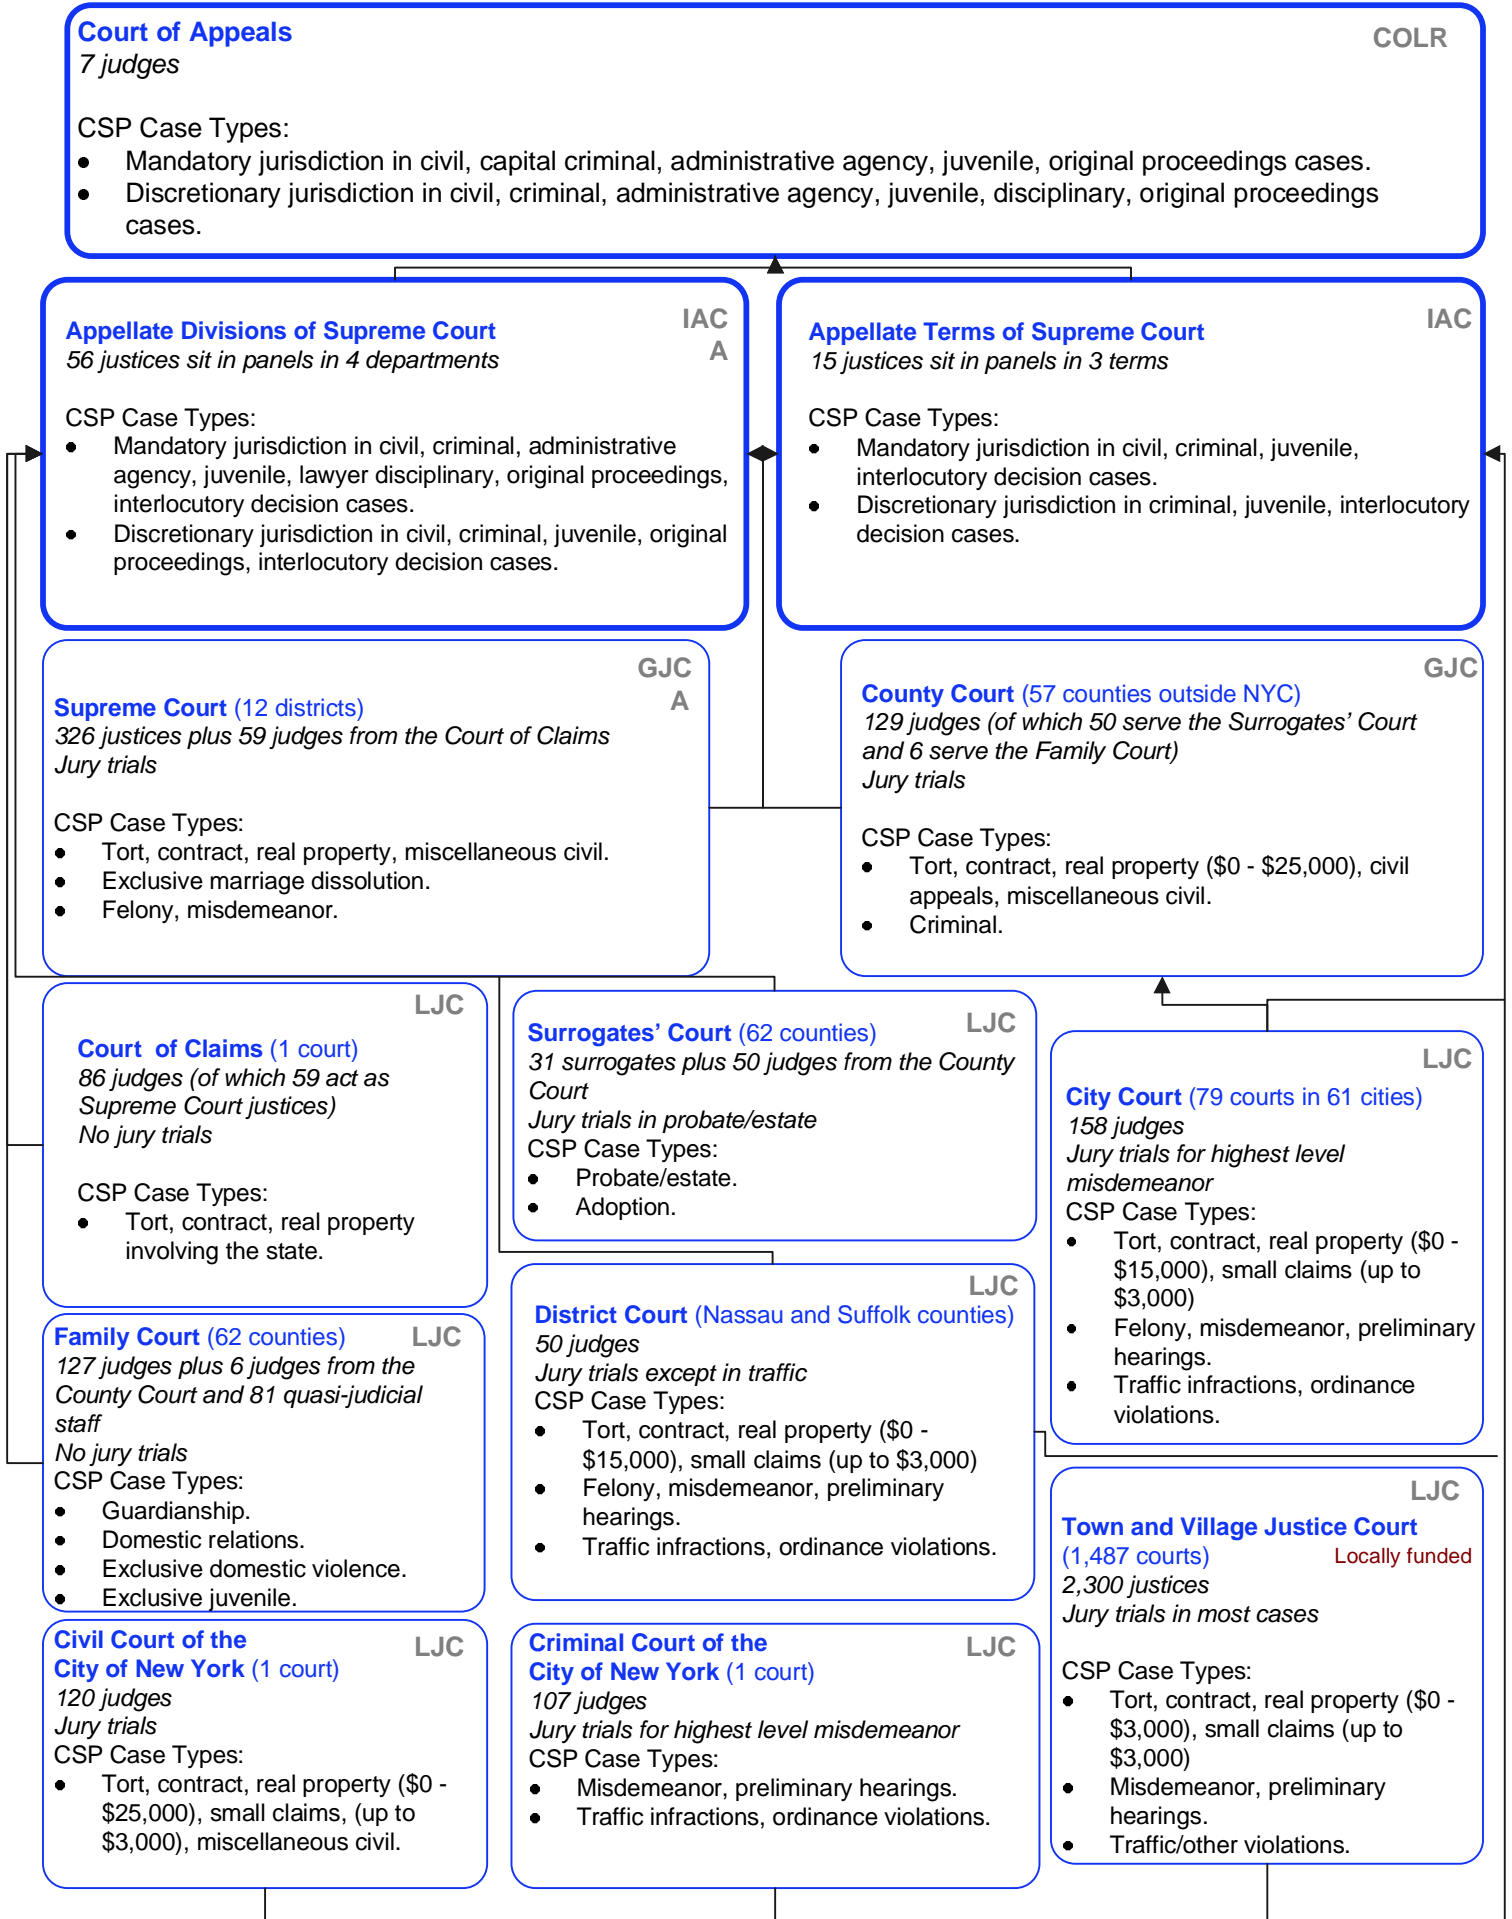 Court of Appeals
COLR
7 judges
CSP Case Types:
• Mandatory jurisdiction in civil, capital criminal, administrative agency, juvenile, original proceedings cases.
• Discretionary jurisdiction in civil, criminal, administrative agency, juvenile, disciplinary, original proceedings
cases.
Appellate Divisions of Supreme Court
IAC
A
56 justices sit in panels in 4 departments
CSP Case Types:
• Mandatory jurisdiction in civil, criminal, administrative
agency, juvenile, lawyer disciplinary, original proceedings,
interlocutory decision cases.
• Discretionary jurisdiction in civil, criminal, juvenile, original
proceedings, interlocutory decision cases.
Appellate Terms of Supreme Court
IAC
15 justices sit in panels in 3 terms
CSP Case Types:
• Mandatory jurisdiction in civil, criminal, juvenile,
interlocutory decision cases.
• Discretionary jurisdiction in criminal, juvenile, interlocutory
decision cases.
GJC
A
Supreme Court (12 districts)
326 justices plus 59 judges from the Court of Claims
Jury trials
CSP Case Types:
• Tort, contract, real property, miscellaneous civil.
• Exclusive marriage dissolution.
• Felony, misdemeanor.
GJC
County Court (57 counties outside NYC)
129 judges (of which 50 serve the Surrogates’ Court
and 6 serve the Family Court)
Jury trials
CSP Case Types:
• Tort, contract, real property ($0 - $25,000), civil
appeals, miscellaneous civil.
• Criminal.
LJC
Court of Claims (1 court)
86 judges (of which 59 act as
Supreme Court justices)
No jury trials
CSP Case Types:
• Tort, contract, real property
involving the state.
Surrogates’ Court (62 counties)
LJC
31 surrogates plus 50 judges from the County
Court
Jury trials in probate/estate
CSP Case Types:
• Probate/estate.
• Adoption.
LJC
City Court (79 courts in 61 cities)
158 judges
Jury trials for highest level
misdemeanor
CSP Case Types:
• Tort, contract, real property ($0 -
$15,000), small claims (up to
$3,000)
• Felony, misdemeanor, preliminary
hearings.
• Traffic infractions, ordinance
violations.
Family Court (62 counties)
LJC
127 judges plus 6 judges from the
County Court and 81 quasi-judicial
staff
No jury trials
CSP Case Types:
• Guardianship.
• Domestic relations.
• Exclusive domestic violence.
• Exclusive juvenile.
LJC
District Court (Nassau and Suffolk counties)
50 judges
Jury trials except in traffic
CSP Case Types:
• Tort, contract, real property ($0 -
$15,000), small claims (up to $3,000)
• Felony, misdemeanor, preliminary
hearings.
• Traffic infractions, ordinance violations.
LJC
Town and Village Justice Court
(1,487 courts)
Locally funded
2,300 justices
Jury trials in most cases
CSP Case Types:
• Tort, contract, real property ($0 -
$3,000), small claims (up to
$3,000)
• Misdemeanor, preliminary
hearings.
• Traffic/other violations.
Civil Court of the
City of New York (1 court)
LJC
120 judges
Jury trials
CSP Case Types:
• Tort, contract, real property ($0 -
$25,000), small claims, (up to
$3,000), miscellaneous civil.
Criminal Court of the
City of New York (1 court)
LJC
107 judges
Jury trials for highest level misdemeanor
CSP Case Types:
• Misdemeanor, preliminary hearings.
• Traffic infractions, ordinance violations.